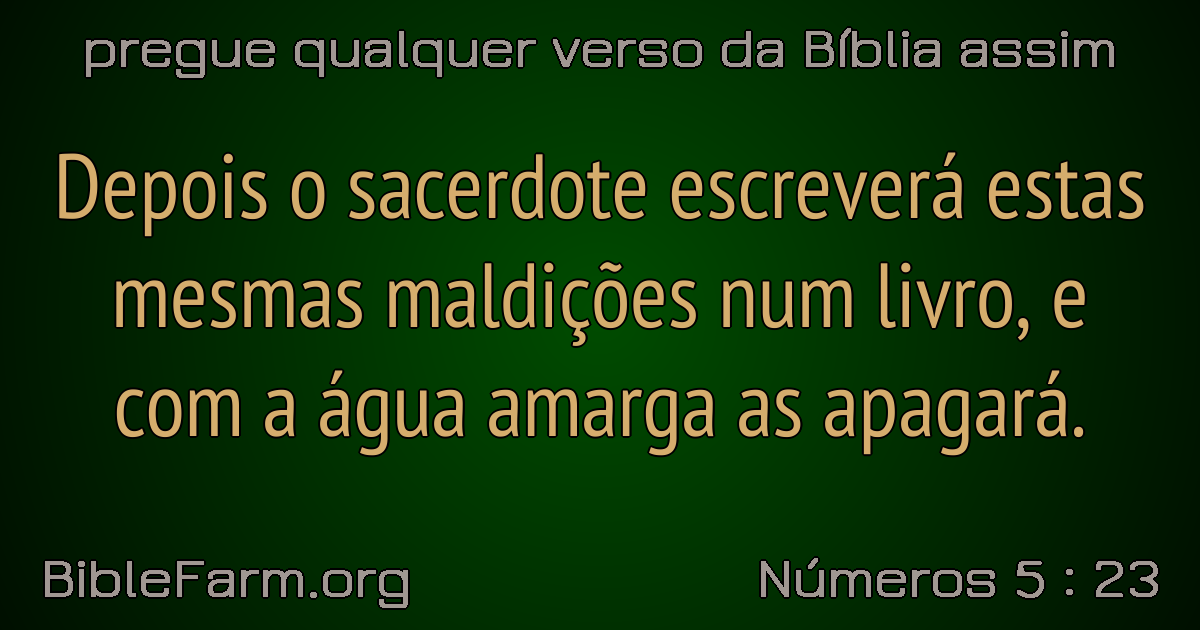 pregue qualquer verso da Bíblia assim
Depois o sacerdote escreverá estas
mesmas maldições num livro, e
com a água amarga as apagará.
BibleFarm.org
Números 5 : 23